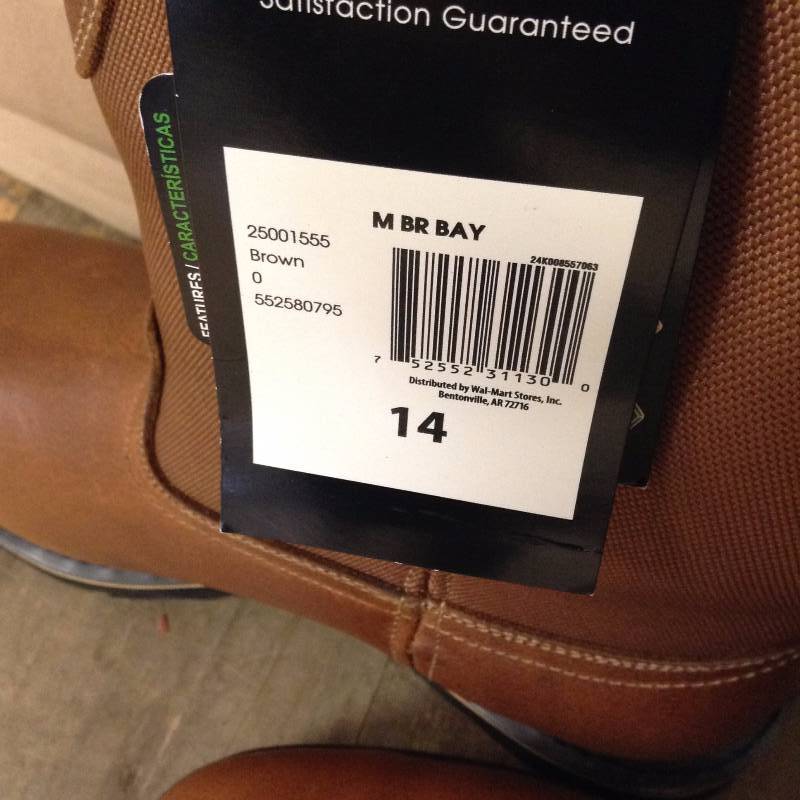 Satisfaction Guaranteed
FEATURES / CARACTERÍSTICAS
M BR BAY
25001555
Brown
0
552580795
24K008557063
7 52552 31130 0
Distributed by Wal-Mart Stores, Inc.
Bentonville, AR 72716
14